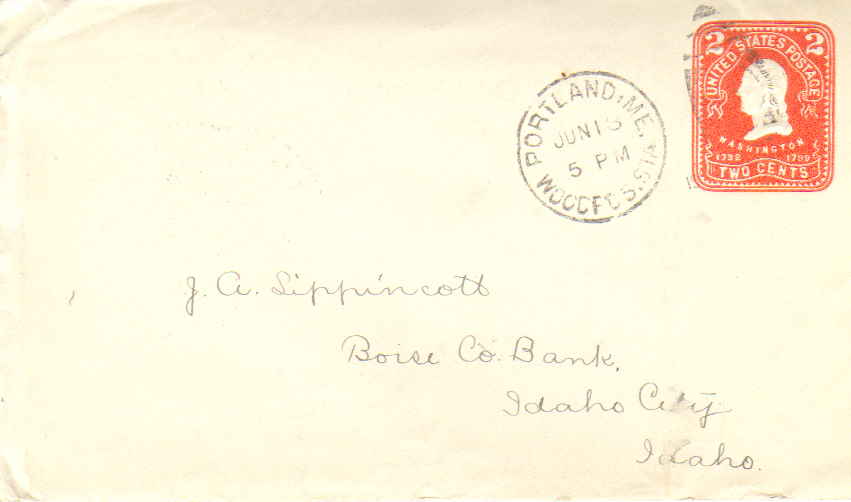 2 2
UNITED STATES POSTAGE
WASHINGTON
1732 1799
TWO CENTS
PORTLAND, ME.
JUN 15
5 PM
WOODFDS. STA.
J. A. Lippincott
Boise Co. Bank,
Idaho City
Idaho.